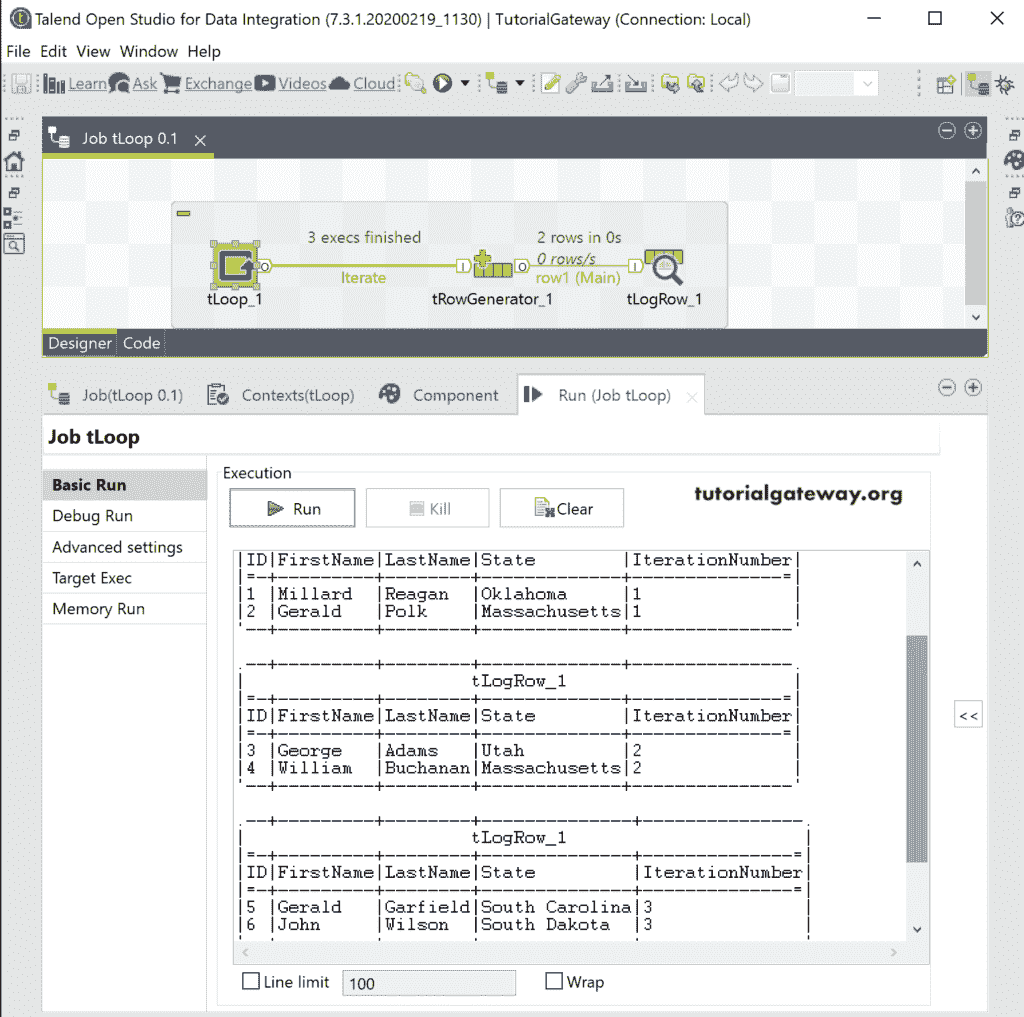 Talend Open Studio for Data Integration (7.3.1.20200219_1130) | TutorialGateway (Connection: Local)
File Edit View Window Help
Learn Ask Exchange Videos Cloud
Job tLoop 0.1
3 execs finished
2 rows in 0s
0 rows/s
Iterate
row1 (Main)
tLoop_1
tRowGenerator_1
tLogRow_1
Designer Code
Job(tLoop 0.1) Contexts(tLoop) Component Run (Job tLoop)
Job tLoop
Basic Run
Debug Run
Advanced settings
Target Exec
Memory Run
Execution
Run Kill Clear
tutorialgateway.org
|ID|FirstName|LastName|State |IterationNumber|
|=-+---------+--------+-------------+---------------=|
|1 |Millard |Reagan |Oklahoma |1 |
|2 |Gerald |Polk |Massachusetts|1 |
'--+---------+--------+-------------+---------------'
.--+---------+--------+-------------+---------------.
| tLogRow_1 |
|=-+---------+--------+-------------+---------------=|
|ID|FirstName|LastName|State |IterationNumber|
|=-+---------+--------+-------------+---------------=|
|3 |George |Adams |Utah |2 |
|4 |William |Buchanan|Massachusetts|2 |
'--+---------+--------+-------------+---------------'
.--+---------+--------+--------------+---------------.
| tLogRow_1 |
|=-+---------+--------+--------------+---------------=|
|ID|FirstName|LastName|State |IterationNumber|
|=-+---------+--------+--------------+---------------=|
|5 |Gerald |Garfield|South Carolina|3 |
|6 |John |Wilson |South Dakota |3 |
<<
Line limit 100 Wrap